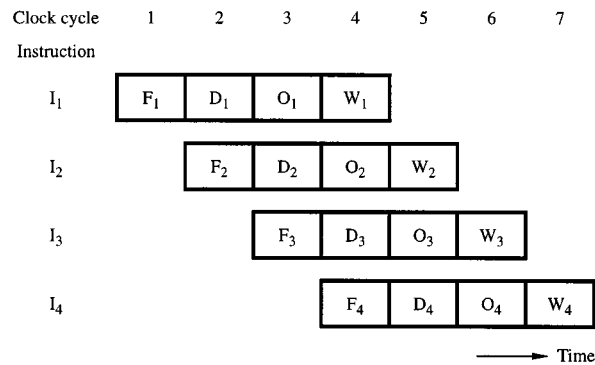 Clock cycle 1 2 3 4 5 6 7
Instruction
I1 F1 D1 O1 W1
I2 F2 D2 O2 W2
I3 F3 D3 O3 W3
I4 F4 D4 O4 W4
Time